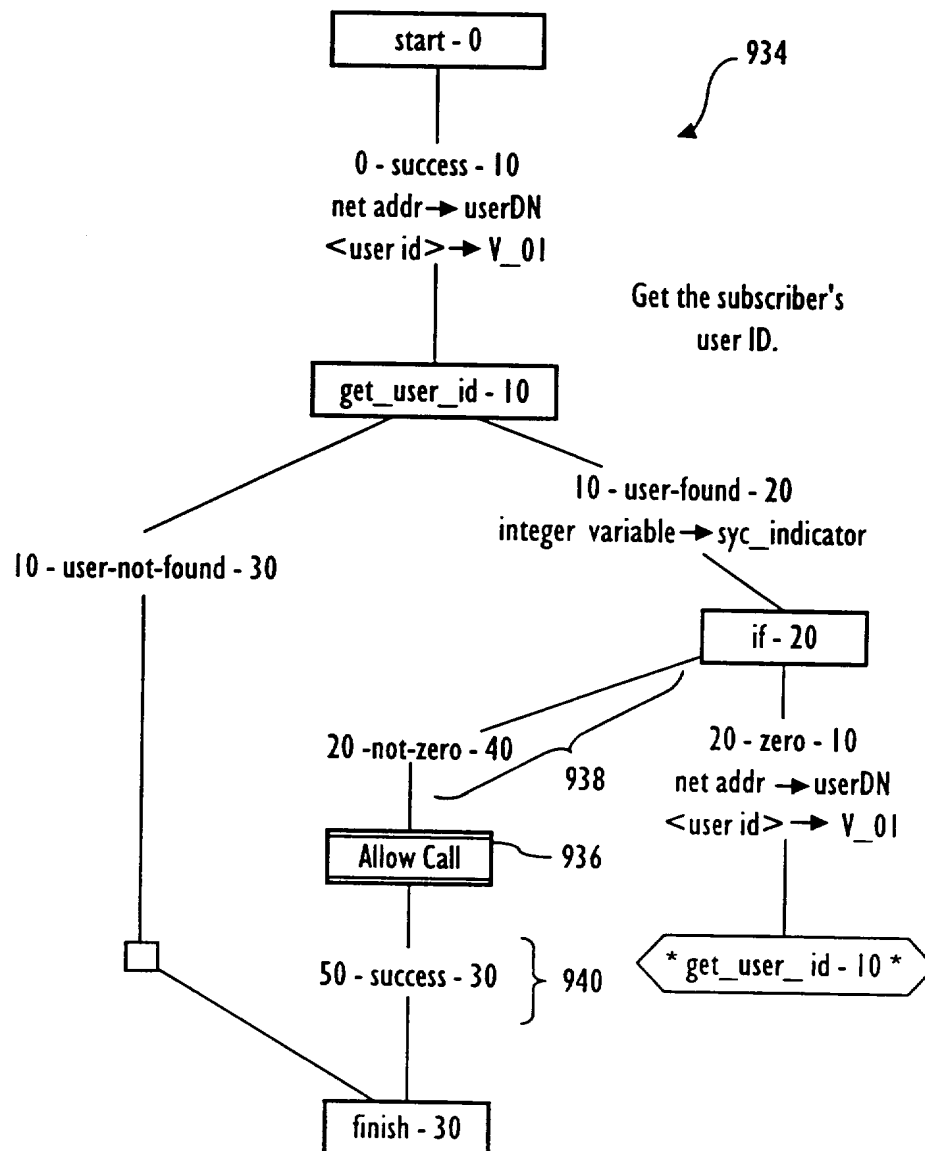 start - 0
934
0 - success - 10
net addr→userDN
<user id>→ V_01
Get the subscriber's
user ID.
get_user_id - 10
10 - user-found - 20
integer variable→syc_indicator
10 - user-not-found - 30
if - 20
20 -not-zero - 40
938
20 - zero - 10
net addr →userDN
<user id>→ V_01
Allow Call
936
50 - success - 30
940
* get_user_ id - 10 *
finish - 30